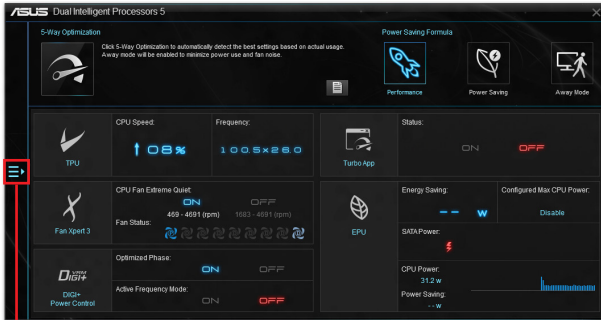 ASUS Dual Intelligent Processors 5
5-Way Optimization
Click 5-Way Optimization to automatically detect the best settings based on actual usage.
Away mode will be enabled to minimize power use and fan noise.
Power Saving Formula
Performance
Power Saving
Away Mode
TPU
CPU Speed:
08%
Frequency:
100.5x26.0
Turbo App
Status:
ON OFF
Fan Xpert 3
CPU Fan Extreme Quiet:
ON OFF
469 - 4691 (rpm) 1683 - 4691 (rpm)
Fan Status:
EPU
Energy Saving:
-- W
Configured Max CPU Power:
Disable
SATA Power:
CPU Power:
31.2 w
Power Saving:
-- w
DIGI+ VRM
DIGI+
Power Control
Optimized Phase:
ON OFF
Active Frequency Mode:
ON OFF